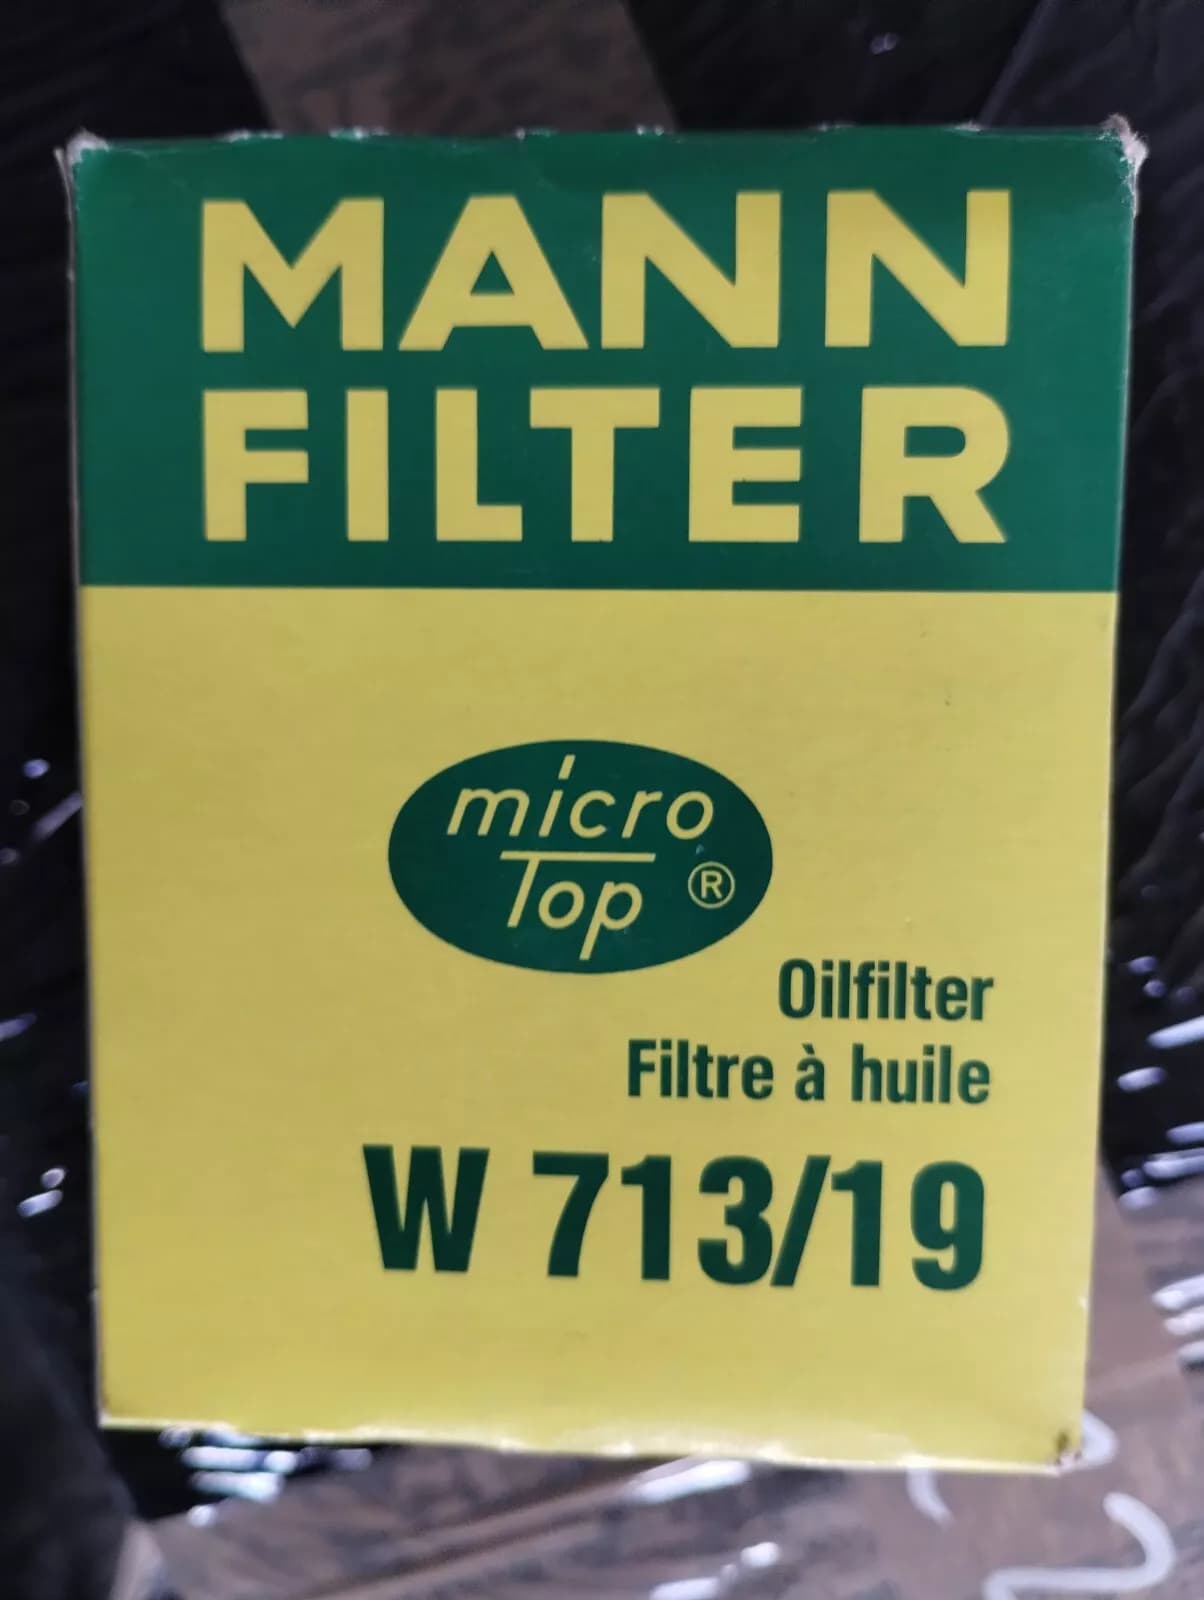 MANN
FILTER
micro
Top ®
Oilfilter
Filtre à huile
W 713/19